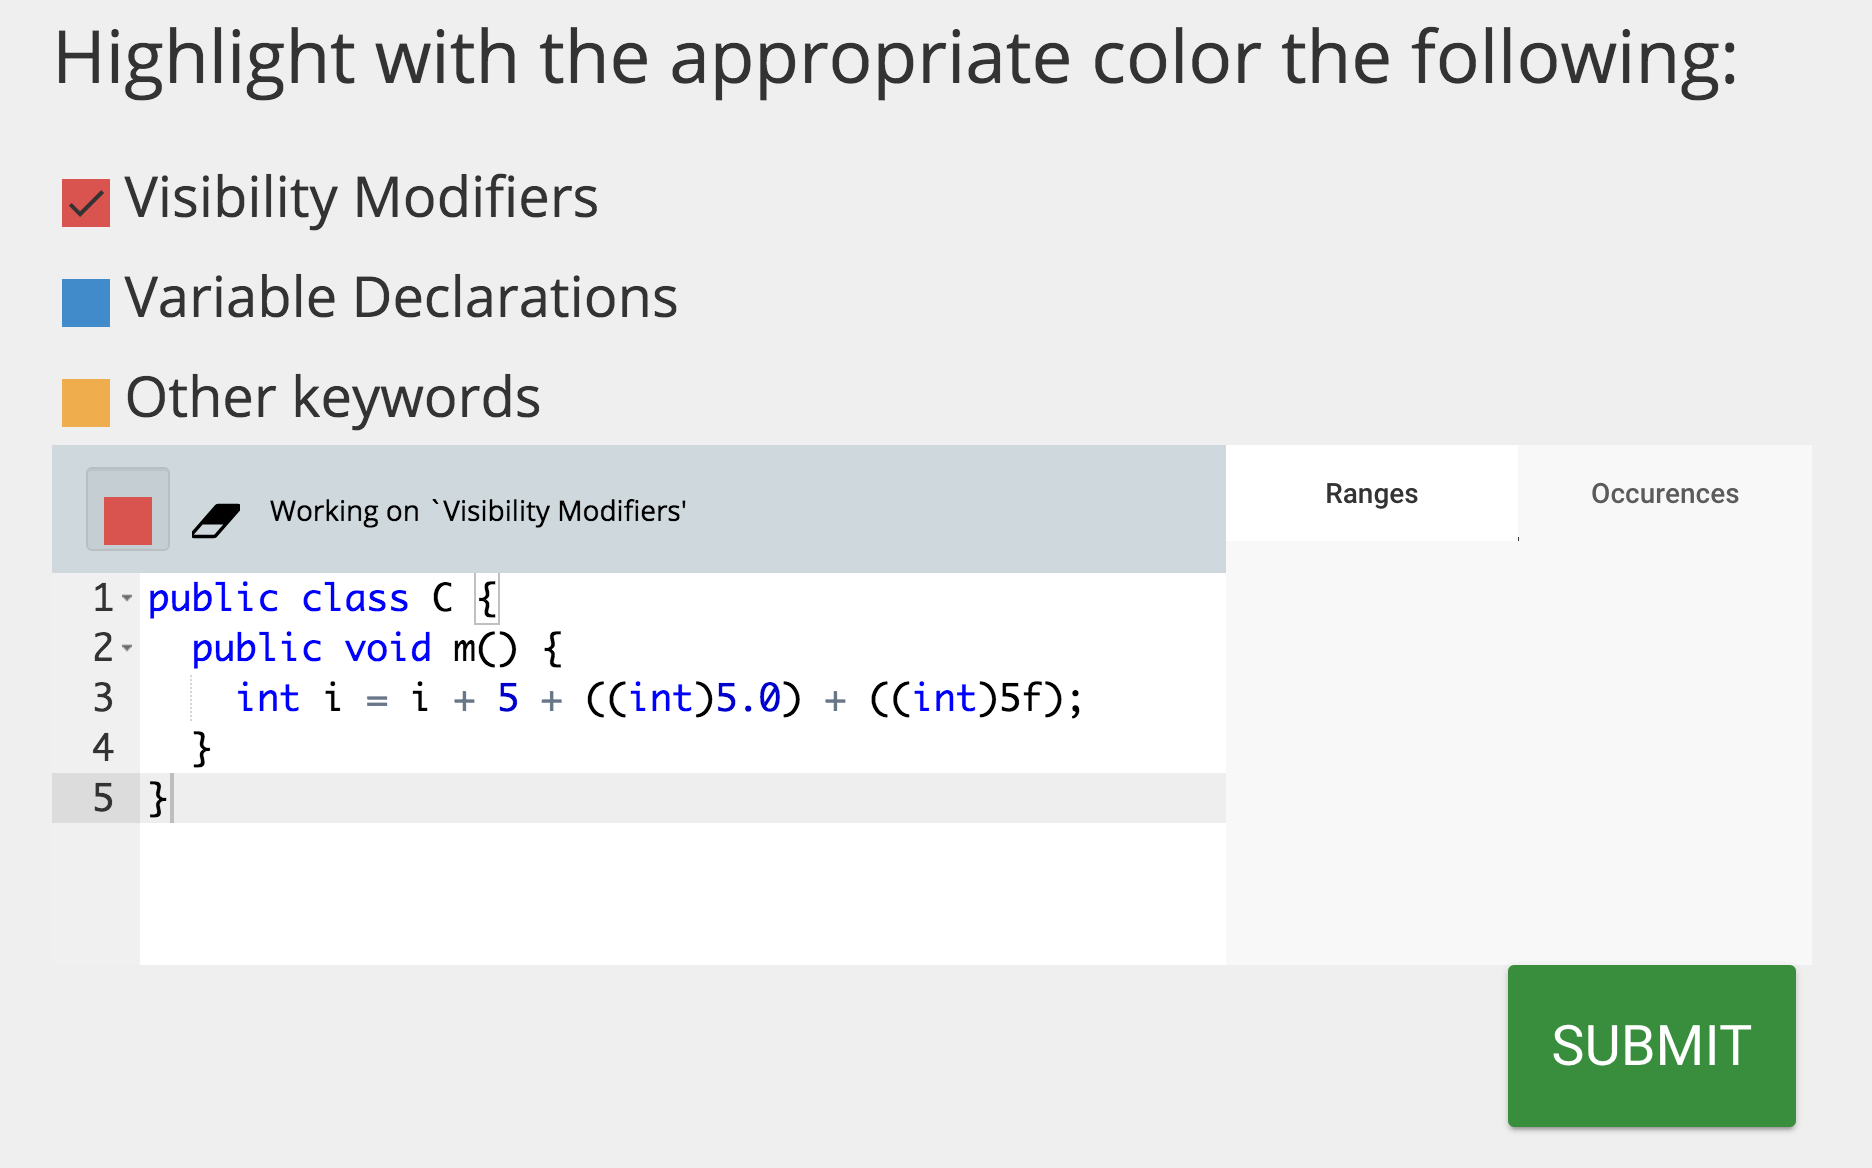 Highlight with the appropriate color the following:
Visibility Modifiers
Variable Declarations
Other keywords
Working on `Visibility Modifiers'
Ranges
Occurences
1 public class C {
2   public void m() {
3     int i = i + 5 + ((int)5.0) + ((int)5f);
4   }
5 }
SUBMIT